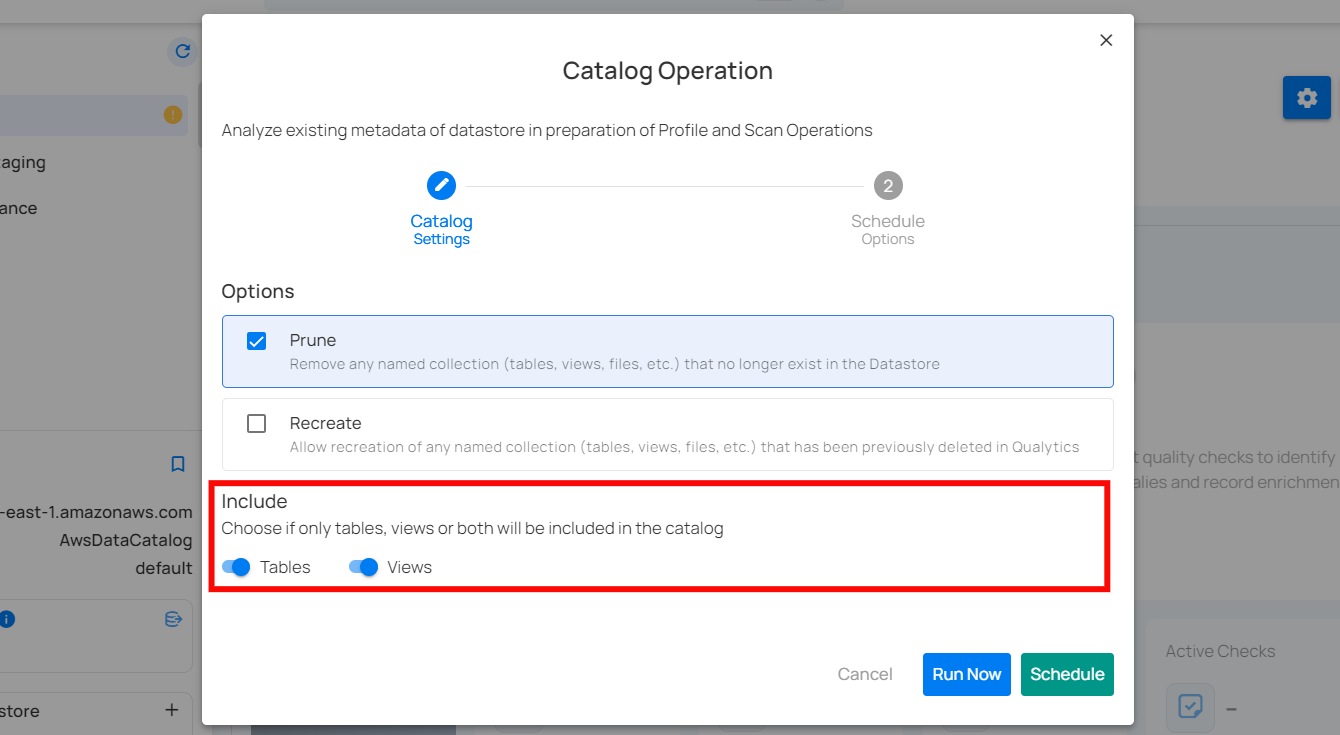 Catalog Operation
Analyze existing metadata of datastore in preparation of Profile and Scan Operations
2
Catalog
Settings
Schedule
Options
Options
Prune
Remove any named collection (tables, views, files, etc.) that no longer exist in the Datastore
Recreate
Allow recreation of any named collection (tables, views, files, etc.) that has been previously deleted in Qualytics
Include
Choose if only tables, views or both will be included in the catalog
Tables
Views
Cancel
Run Now
Schedule
aging
ance
-east-1.amazonaws.com
AwsDataCatalog
default
store
t quality checks to identify
alies and record enrichmen
Active Checks
–